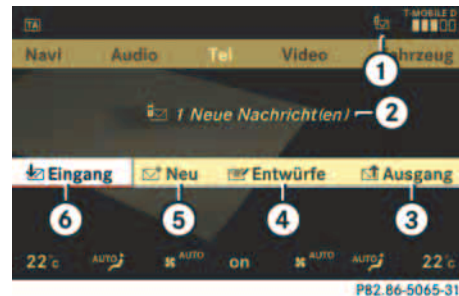 TA T-MOBILE D
Navi Audio Tel Video Fahrzeug
1
1 Neue Nachricht(en) 2
Eingang Neu Entwürfe Ausgang
6 5 4 3
22°c AUTO AUTO on AUTO AUTO 22°c
P82.86-5065-31